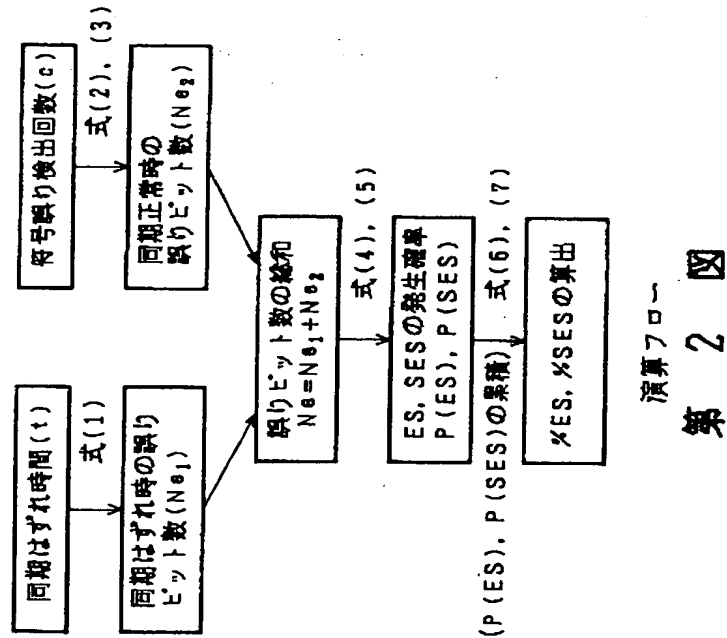 同期はずれ時間(t)
式(1)
同期はずれ時の誤り
ビット数(Ne₁)
符号誤り検出回数(c)
式(2), (3)
同期正常時の
誤りビット数(Ne₂)
誤りビット数の総和
Ne=Ne₁+Ne₂
式(4), (5)
ES, SESの発生確率
P(ES), P(SES)
(P(ES), P(SES)の累積)
式(6), (7)
%ES, %SESの算出
演算フロー
第 2 図